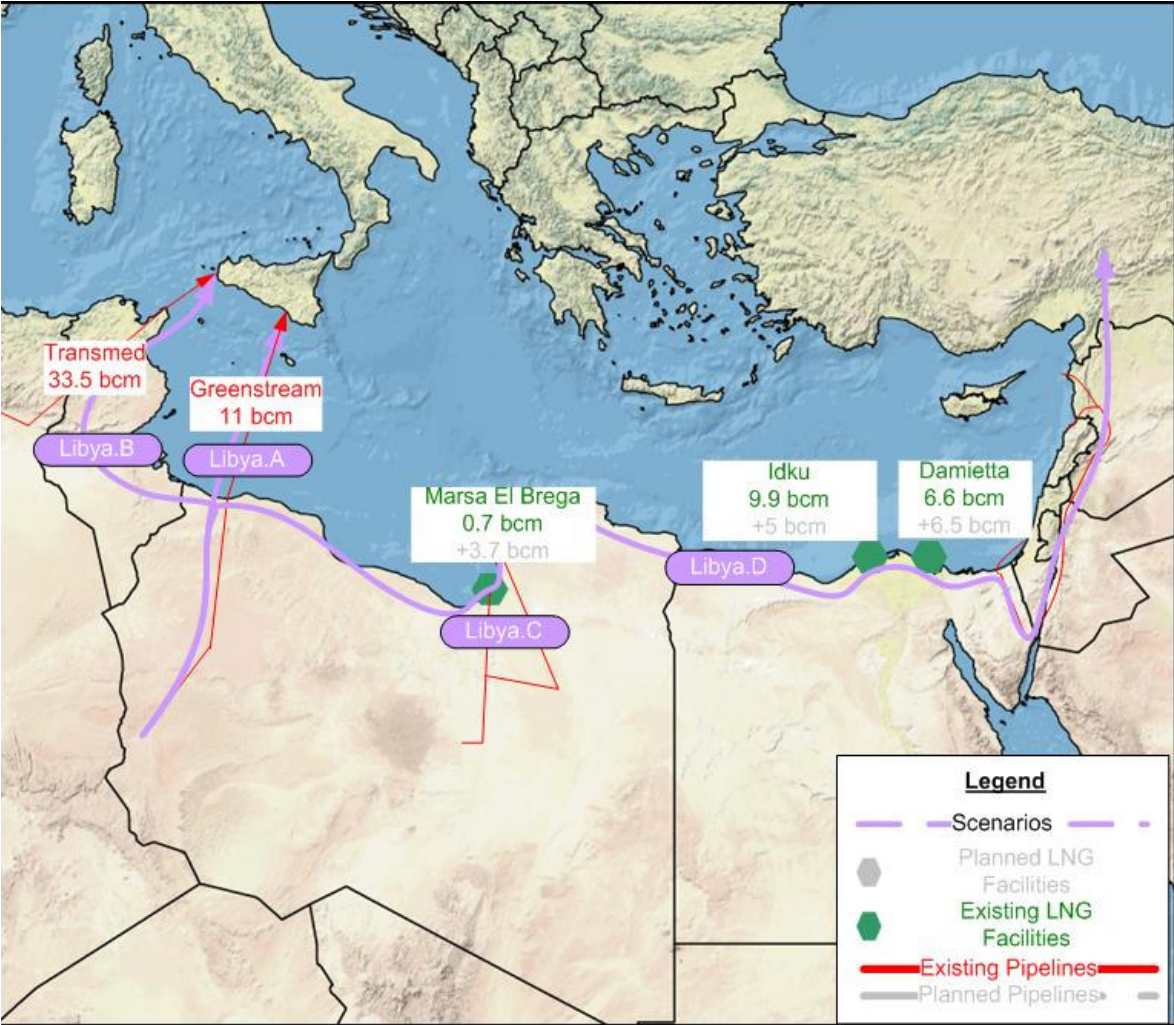 Transmed
33.5 bcm
Greenstream
11 bcm
Libya.B
Libya.A
Marsa El Brega
0.7 bcm
+3.7 bcm
Libya.C
Idku
9.9 bcm
+5 bcm
Damietta
6.6 bcm
+6.5 bcm
Libya.D
Legend
Scenarios
Planned LNG
Facilities
Existing LNG
Facilities
Existing Pipelines
Planned Pipelines